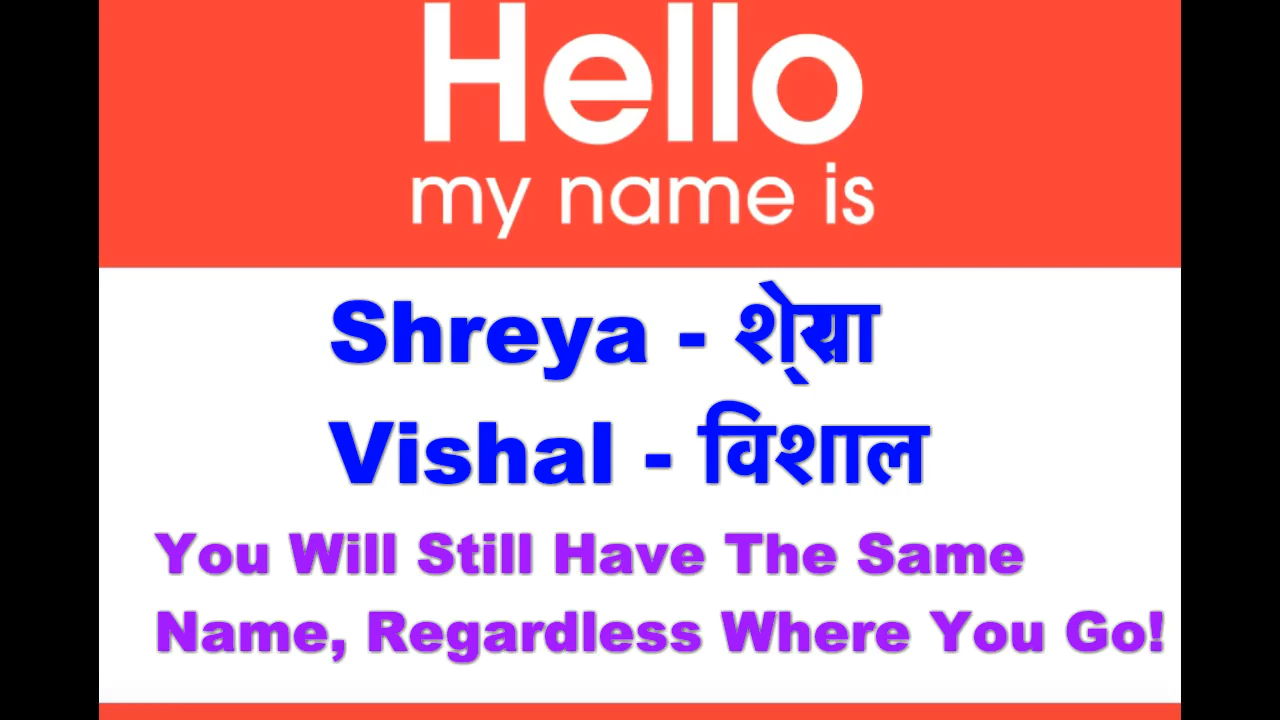 Hello
my name is
Shreya - श्रेया
Vishal - विशाल
You Will Still Have The Same
Name, Regardless Where You Go!